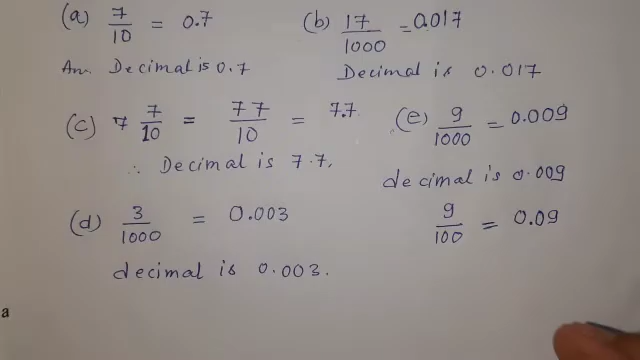 (a) 7/10 = 0.7
Ans. Decimal is 0.7
(b) 17/1000 = 0.017
Decimal is 0.017
(c) 7 7/10 = 77/10 = 7.7
∴ Decimal is 7.7.
(d) 3/1000 = 0.003
decimal is 0.003.
(e) 9/1000 = 0.009
decimal is 0.009
9/100 = 0.09
a